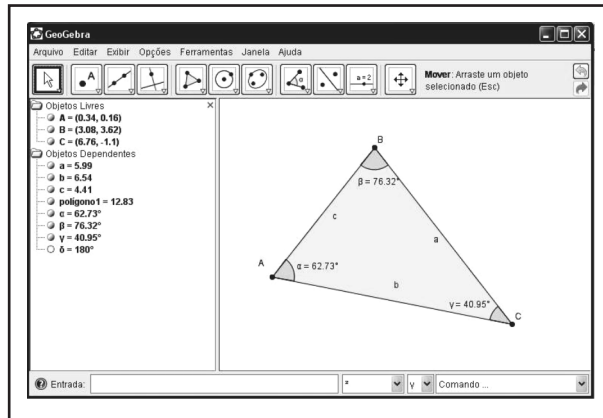 GeoGebra
Arquivo Editar Exibir Opções Ferramentas Janela Ajuda
A
α
a = 2
Mover: Arraste um objeto
selecionado (Esc)
Objetos Livres
A = (0.34, 0.16)
B = (3.08, 3.62)
C = (6.76, -1.1)
Objetos Dependentes
a = 5.99
b = 6.54
c = 4.41
polígono1 = 12.83
α = 62.73°
β = 76.32°
γ = 40.95°
δ = 180°
B
β = 76.32°
c
a
A
α = 62.73°
b
γ = 40.95°
C
Entrada:
γ
Comando ...